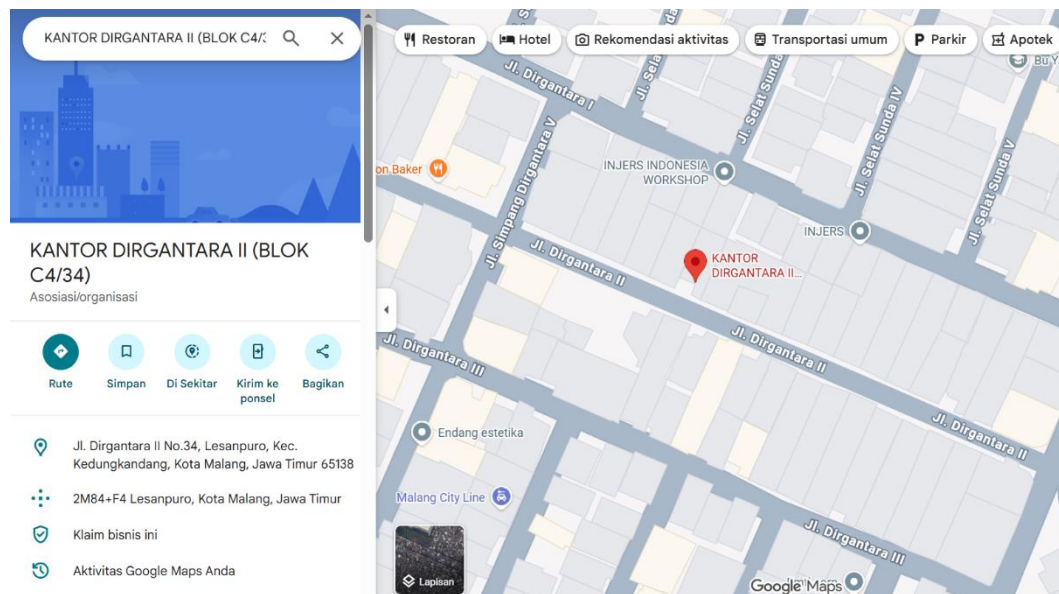 KANTOR DIRGANTARA II (BLOK C4/3
KANTOR DIRGANTARA II (BLOK
C4/34)
Asosiasi/organisasi
Rute
Simpan
Di Sekitar
Kirim ke
ponsel
Bagikan
Jl. Dirgantara II No.34, Lesanpuro, Kec.
Kedungkandang, Kota Malang, Jawa Timur 65138
2M84+F4 Lesanpuro, Kota Malang, Jawa Timur
Klaim bisnis ini
Aktivitas Google Maps Anda
Restoran
Hotel
Rekomendasi aktivitas
Transportasi umum
P Parkir
Apotek
Jl. Dirgantara I
Jl. Selat Sunda IV
Jl. Selat Sunda V
Bu
on Baker
INJERS INDONESIA
WORKSHOP
Jl. Simpang Dirgantara V
INJERS
Jl. Dirgantara II
KANTOR
DIRGANTARA II...
Jl. Dirgantara II
Jl. Dirgantara III
Jl. Dirgantara II
Endang estetika
Malang City Line
Jl. Dirgantara III
Lapisan
Google Maps